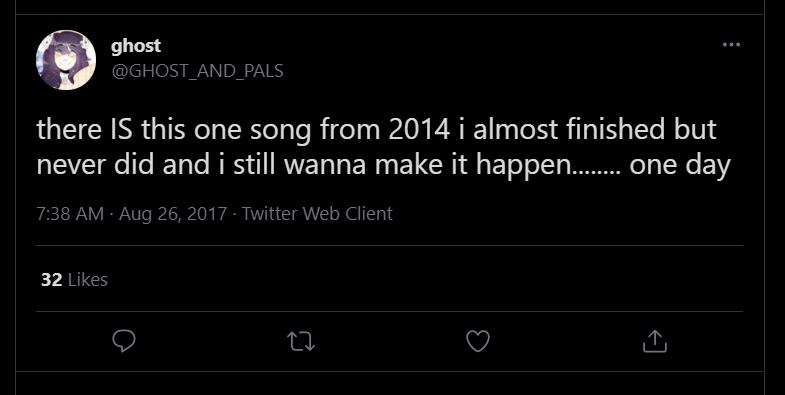 ghost
@GHOST_AND_PALS
there IS this one song from 2014 i almost finished but
never did and i still wanna make it happen........ one day
7:38 AM · Aug 26, 2017 · Twitter Web Client
32 Likes